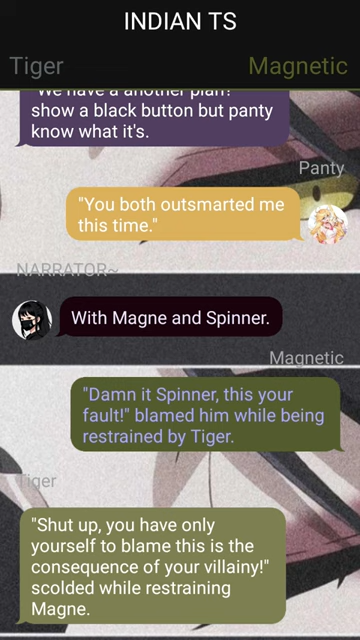 INDIAN TS
Tiger
Magnetic
"We have a another plan!"
show a black button but panty
know what it's.
Panty
"You both outsmarted me
this time."
NARRATOR~
With Magne and Spinner.
Magnetic
"Damn it Spinner, this your
fault!" blamed him while being
restrained by Tiger.
Tiger
"Shut up, you have only
yourself to blame this is the
consequence of your villainy!"
scolded while restraining
Magne.